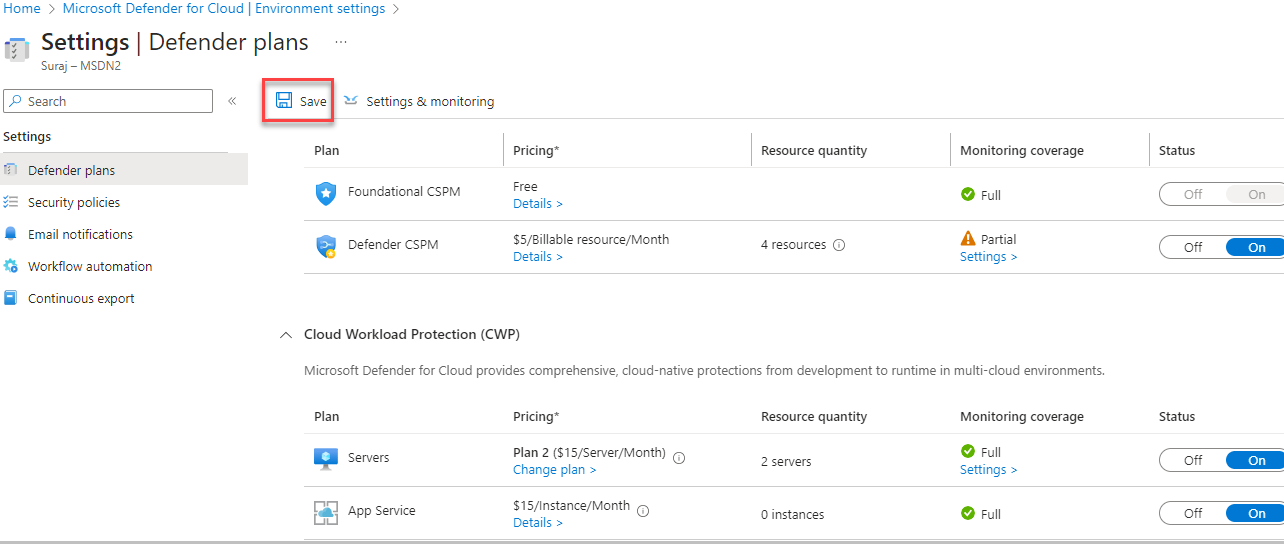 Home > Microsoft Defender for Cloud | Environment settings >
Settings | Defender plans ...
Suraj – MSDN2
Search «
Save Settings & monitoring
Settings
Defender plans
Security policies
Email notifications
Workflow automation
Continuous export
Plan Pricing* Resource quantity Monitoring coverage Status
Foundational CSPM Free Full Off On
Details >
Defender CSPM $5/Billable resource/Month 4 resources Partial Off On
Details > Settings >
Cloud Workload Protection (CWP)
Microsoft Defender for Cloud provides comprehensive, cloud-native protections from development to runtime in multi-cloud environments.
Plan Pricing* Resource quantity Monitoring coverage Status
Servers Plan 2 ($15/Server/Month) 2 servers Full Off On
Change plan > Settings >
App Service $15/Instance/Month 0 instances Full Off On
Details >